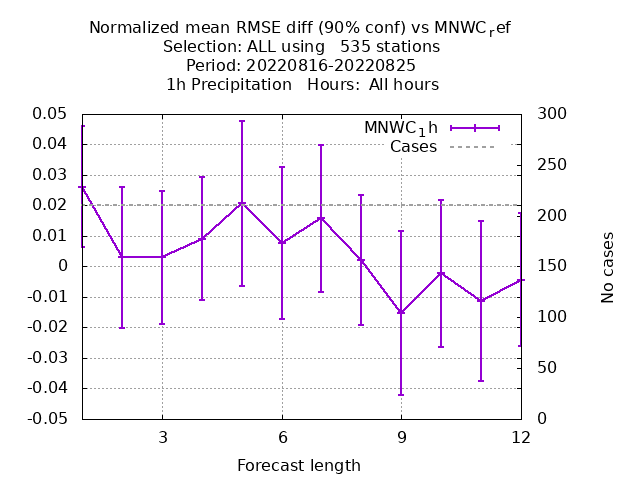 Normalized mean RMSE diff (90% conf) vs MNWC_ref
Selection: ALL using   535 stations
Period: 20220816-20220825
1h Precipitation   Hours:  All hours
MNWC_1h
Cases
0.05
0.04
0.03
0.02
0.01
0
-0.01
-0.02
-0.03
-0.04
-0.05
300
250
200
150
100
50
0
No cases
3
6
9
12
Forecast length